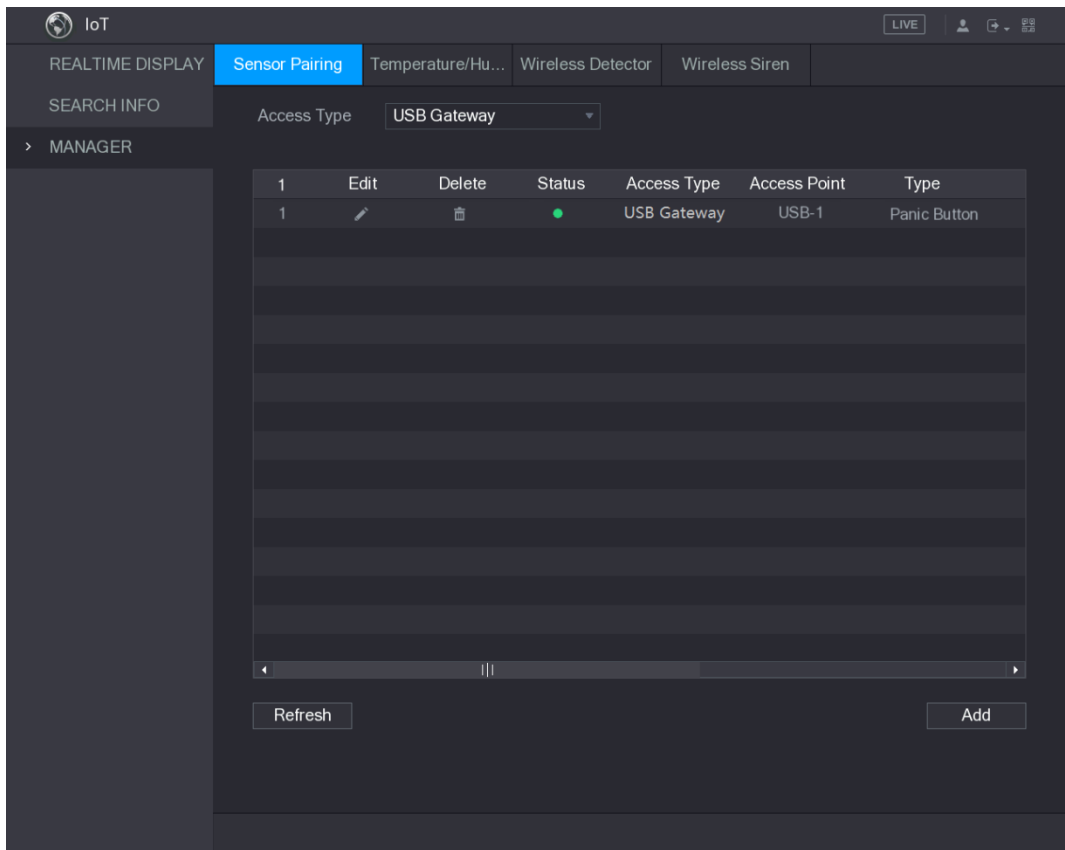 IoT
LIVE
REALTIME DISPLAY
SEARCH INFO
> MANAGER
Sensor Pairing Temperature/Hu... Wireless Detector Wireless Siren
Access Type USB Gateway
1 Edit Delete Status Access Type Access Point Type
1 USB Gateway USB-1 Panic Button
Refresh Add